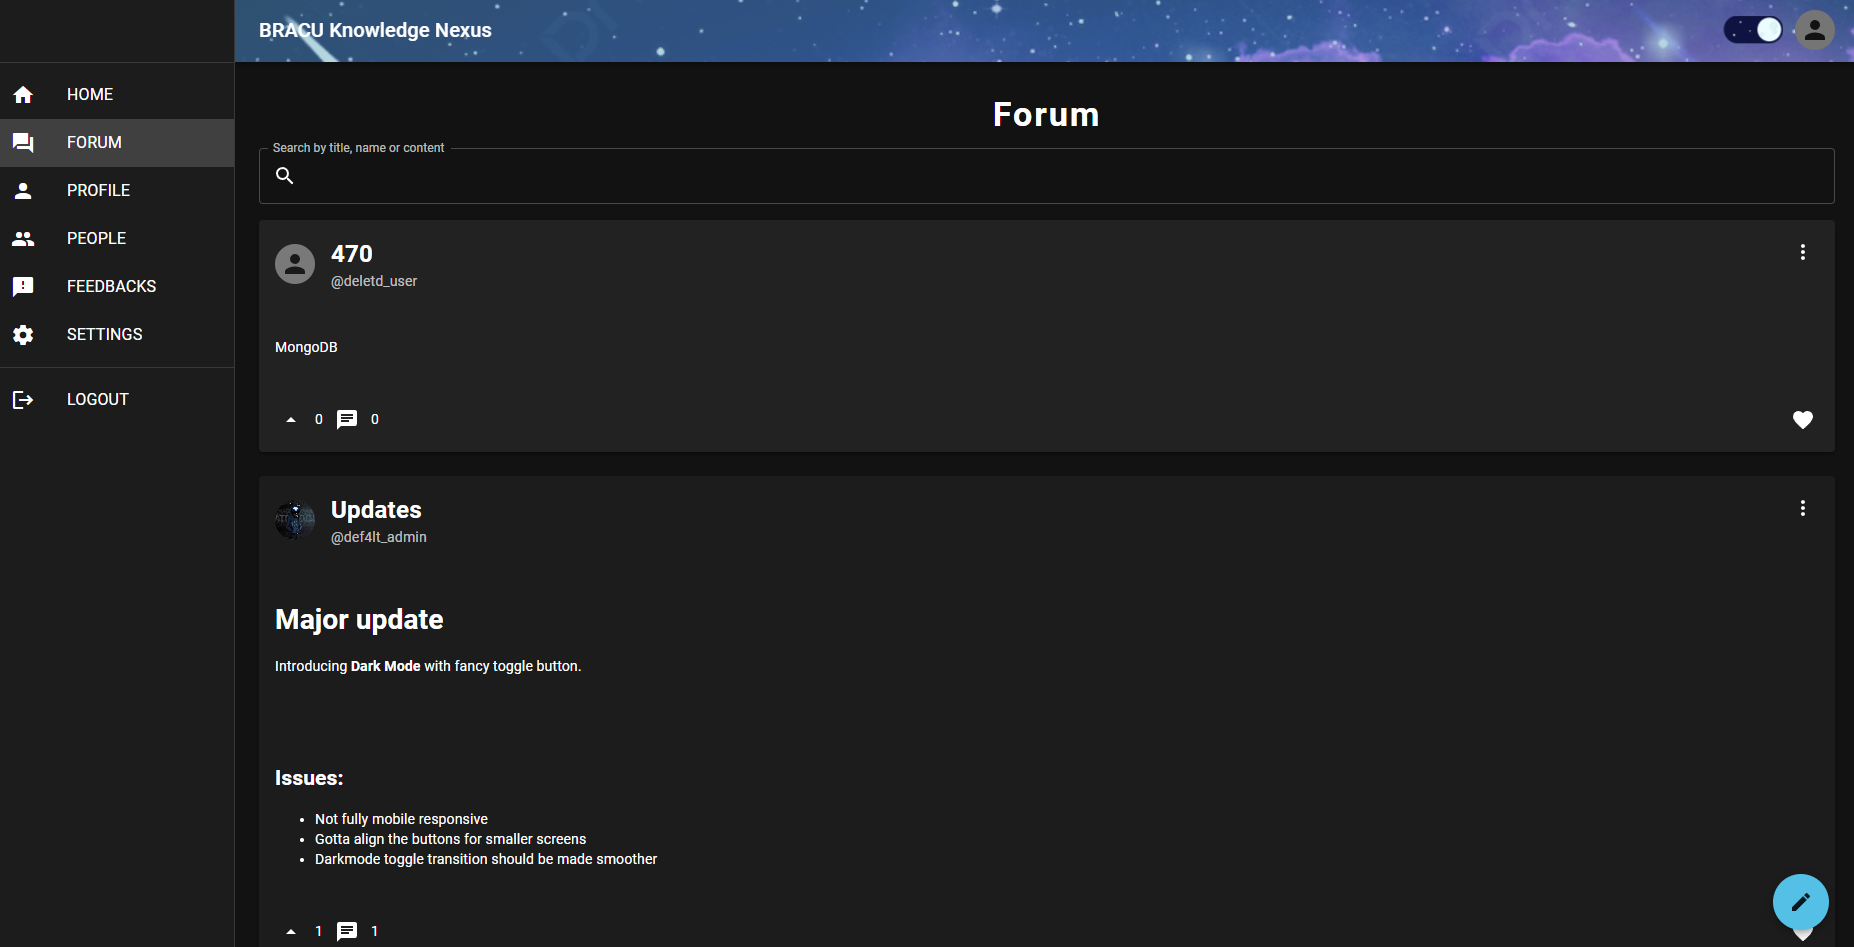 BRACU Knowledge Nexus
HOME
FORUM
PROFILE
PEOPLE
FEEDBACKS
SETTINGS
LOGOUT
Forum
Search by title, name or content
470
@deletd_user
MongoDB
0 0
Updates
@def4lt_admin
Major update
Introducing Dark Mode with fancy toggle button.
Issues:
• Not fully mobile responsive
• Gotta align the buttons for smaller screens
• Darkmode toggle transition should be made smoother
1 1